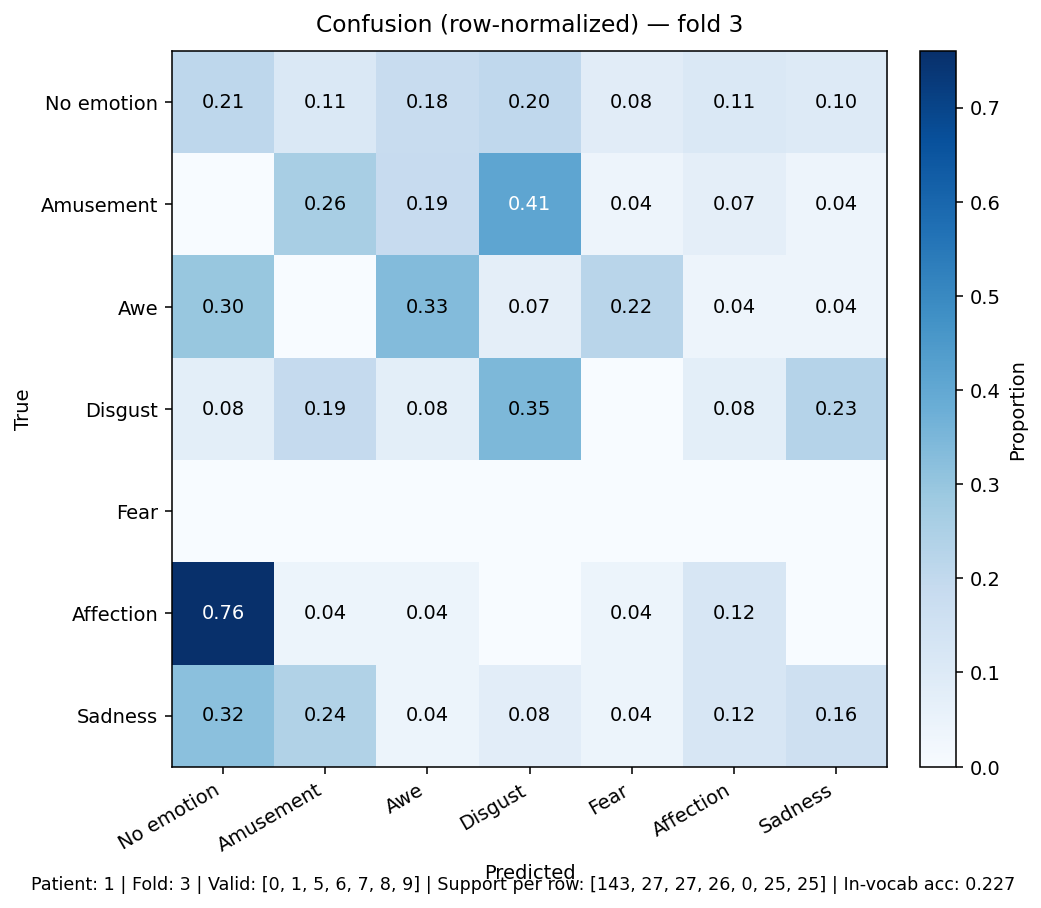 Confusion (row-normalized) — fold 3
No emotion 0.21 0.11 0.18 0.20 0.08 0.11 0.10
Amusement 0.26 0.19 0.41 0.04 0.07 0.04
Awe 0.30 0.33 0.07 0.22 0.04 0.04
Disgust 0.08 0.19 0.08 0.35 0.08 0.23
Fear
Affection 0.76 0.04 0.04 0.04 0.12
Sadness 0.32 0.24 0.04 0.08 0.04 0.12 0.16
True
No emotion Amusement Awe Disgust Fear Affection Sadness
Predicted
0.7
0.6
0.5
0.4
0.3
0.2
0.1
0.0
Proportion
Patient: 1 | Fold: 3 | Valid: [0, 1, 5, 6, 7, 8, 9] | Support per row: [143, 27, 27, 26, 0, 25, 25] | In-vocab acc: 0.227